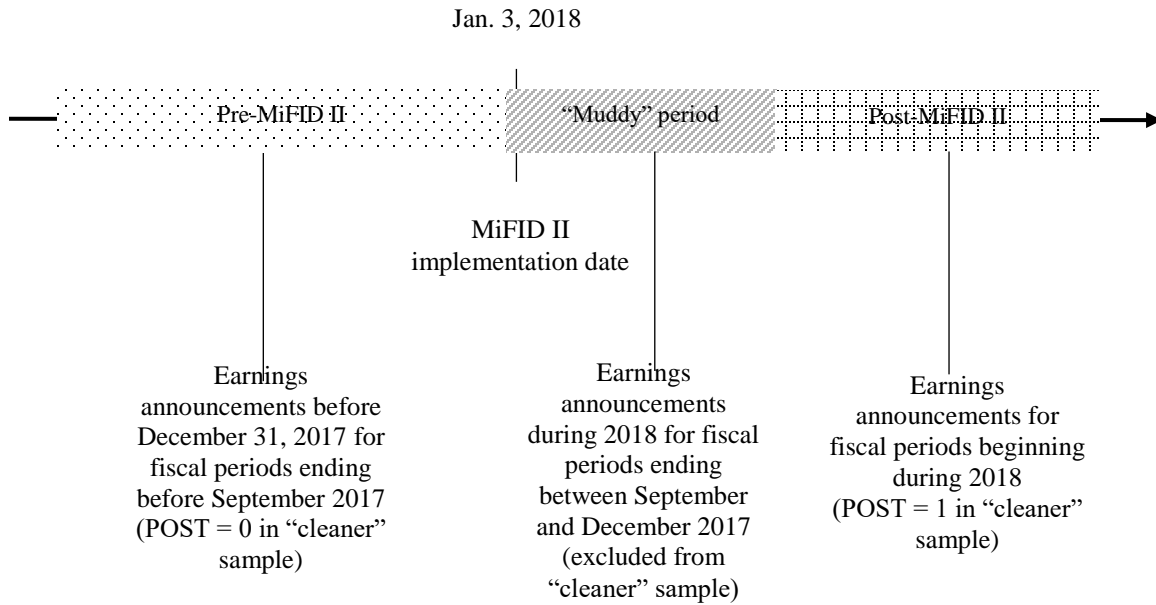 Jan. 3, 2018
Pre-MiFID II
“Muddy” period
Post-MiFID II
MiFID II
implementation date
Earnings
announcements before
December 31, 2017 for
fiscal periods ending
before September 2017
(POST = 0 in “cleaner”
sample)
Earnings
announcements
during 2018 for fiscal
periods ending
between September
and December 2017
(excluded from
“cleaner” sample)
Earnings
announcements for
fiscal periods beginning
during 2018
(POST = 1 in “cleaner”
sample)